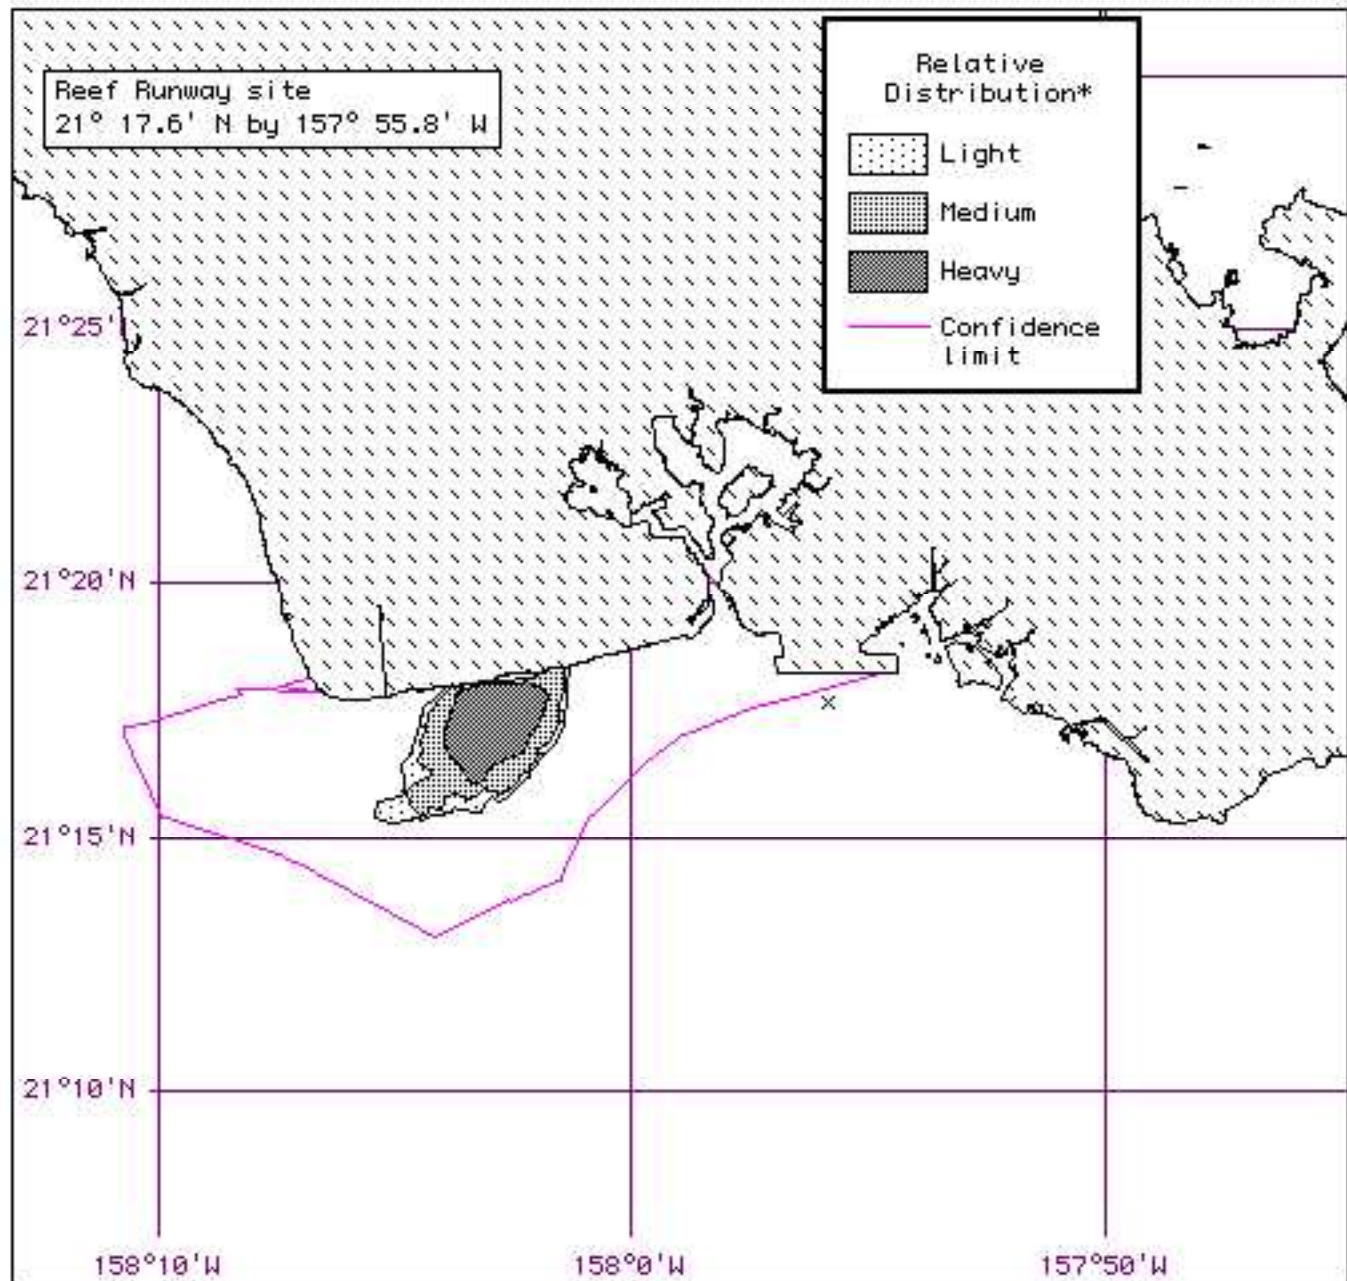 Reef Runway site
21° 17.6' N by 157° 55.8' W
Relative
Distribution*
Light
Medium
Heavy
Confidence
limit
21°25'
21°20'N
21°15'N
21°10'N
158°10'W
158°0'W
157°50'W